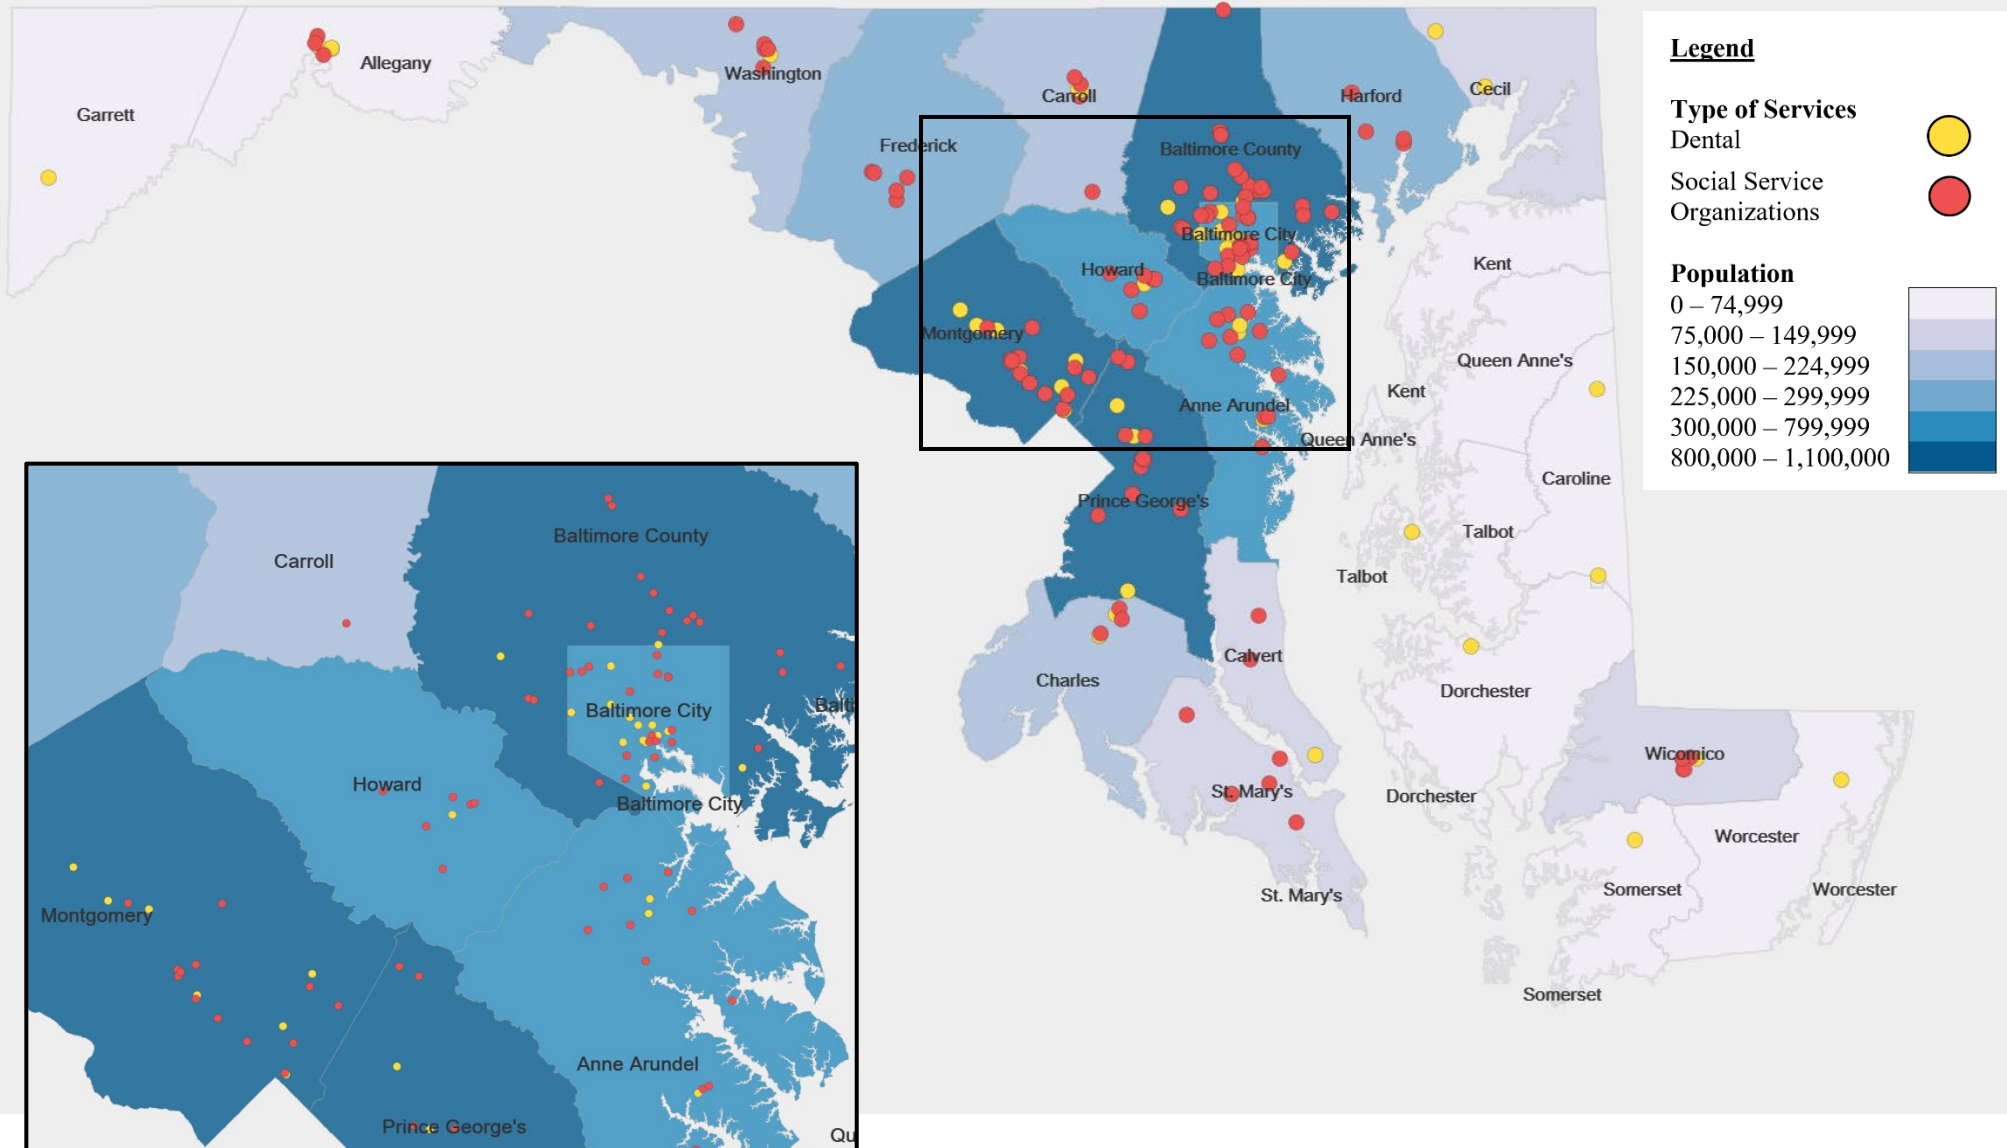 Garrett
Allegany
Washington
Frederick
Carroll
Baltimore County
Harford
Cecil
Baltimore City
Baltimore City
Howard
Montgomery
Anne Arundel
Prince George's
Kent
Kent
Queen Anne's
Queen Anne's
Caroline
Talbot
Talbot
Charles
Calvert
St. Mary's
St. Mary's
Dorchester
Dorchester
Wicomico
Worcester
Worcester
Somerset
Somerset
Legend
Type of Services
Dental
Social Service
Organizations
Population
0 – 74,999
75,000 – 149,999
150,000 – 224,999
225,000 – 299,999
300,000 – 799,999
800,000 – 1,100,000
Carroll
Baltimore County
Baltimore City
Balti
Howard
Baltimore City
Montgomery
Anne Arundel
Prince George's
Qu